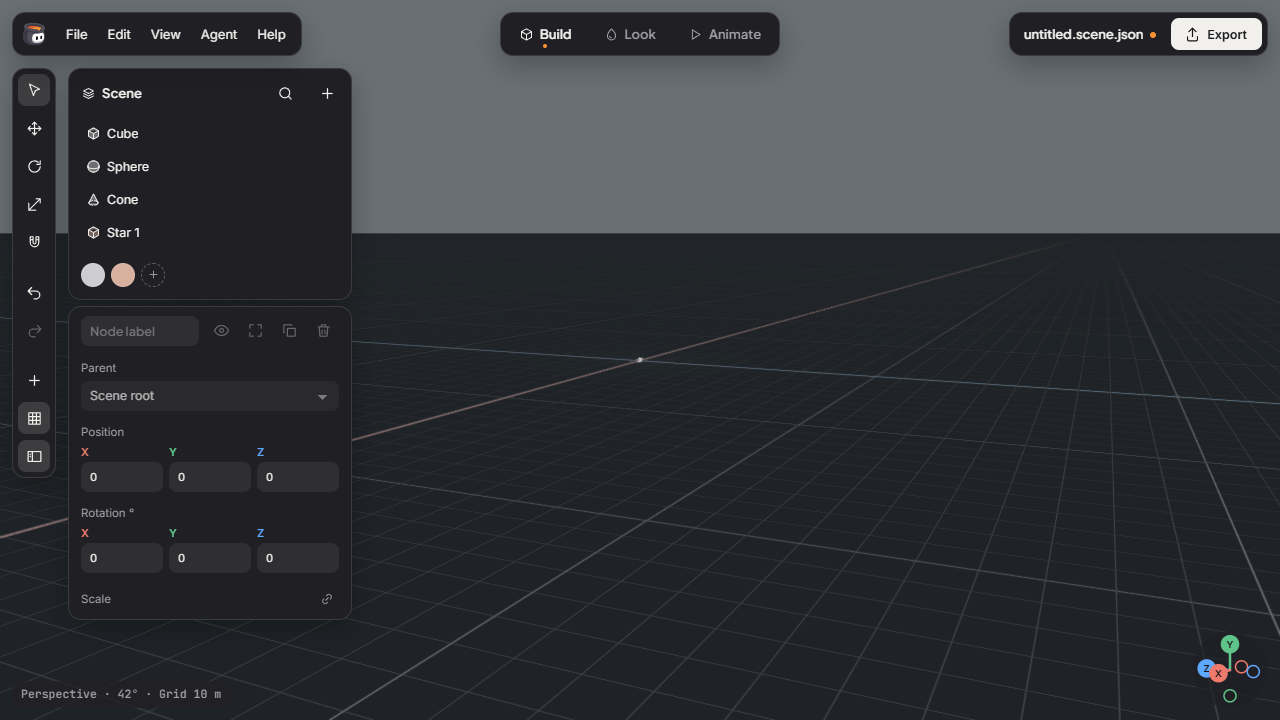 File Edit View Agent Help
Build Look Animate
untitled.scene.json Export
Scene
Cube
Sphere
Cone
Star 1
Node label
Parent
Scene root
Position
X Y Z
0 0 0
Rotation °
X Y Z
0 0 0
Scale
Perspective · 42° · Grid 10 m
Y
Z
X